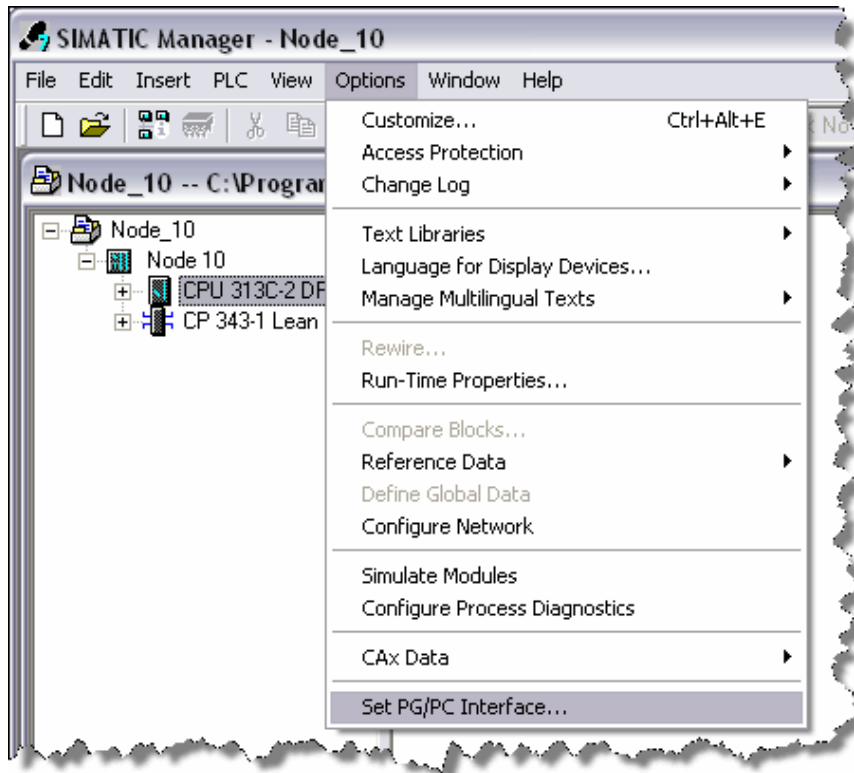 SIMATIC Manager - Node_10
File Edit Insert PLC View Options Window Help
Node_10 -- C:\Program
Node_10
Node 10
CPU 313C-2 DP
CP 343-1 Lean
Customize... Ctrl+Alt+E
Access Protection
Change Log
Text Libraries
Language for Display Devices...
Manage Multilingual Texts
Rewire...
Run-Time Properties...
Compare Blocks...
Reference Data
Define Global Data
Configure Network
Simulate Modules
Configure Process Diagnostics
CAx Data
Set PG/PC Interface...